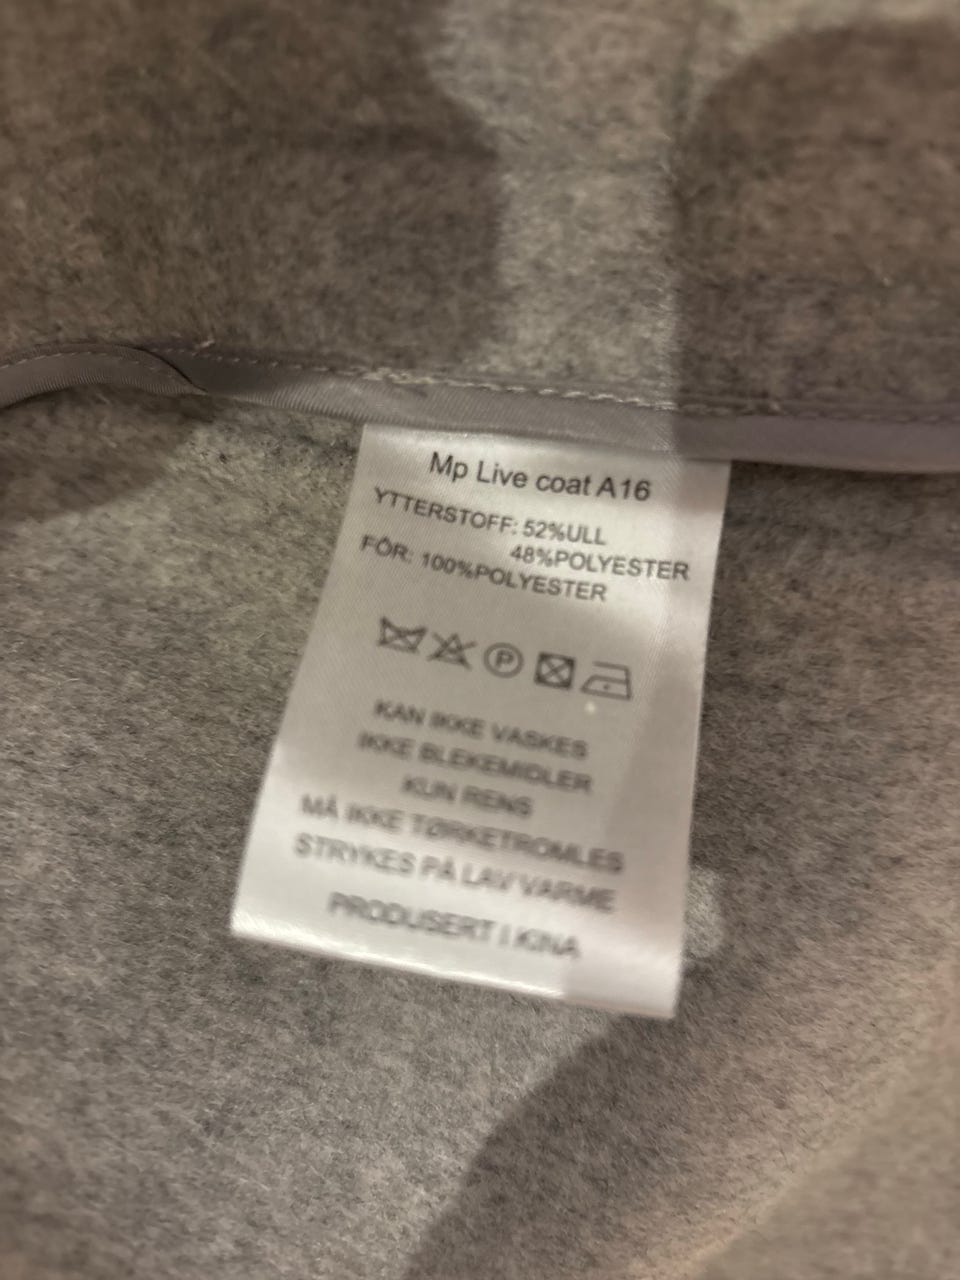 Mp Live coat A16
YTTERSTOFF: 52%ULL
48%POLYESTER
FÔR: 100%POLYESTER
P
KAN IKKE VASKES
IKKE BLEKEMIDLER
KUN RENS
MÅ IKKE TØRKETROMLES
STRYKES PÅ LAV VARME
PRODUSERT I KINA